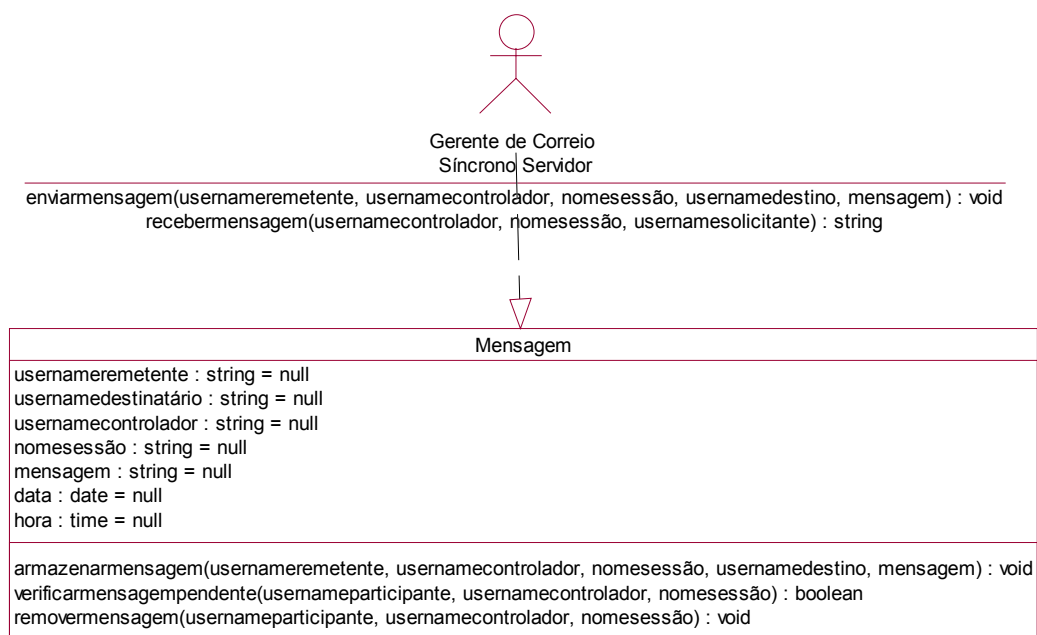 Gerente de Correio
Síncrono Servidor
enviarmensagem(usernameremetente, usernamecontrolador, nomesessão, usernamedestino, mensagem) : void
recebermensagem(usernamecontrolador, nomesessão, usernamesolicitante) : string
Mensagem
usernameremetente : string = null
usernamedestinatário : string = null
usernamecontrolador : string = null
nomesessão : string = null
mensagem : string = null
data : date = null
hora : time = null
armazenarmensagem(usernameremetente, usernamecontrolador, nomesessão, usernamedestino, mensagem) : void
verificarmensagempendente(usernameparticipante, usernamecontrolador, nomesessão) : boolean
removermensagem(usernameparticipante, usernamecontrolador, nomesessão) : void